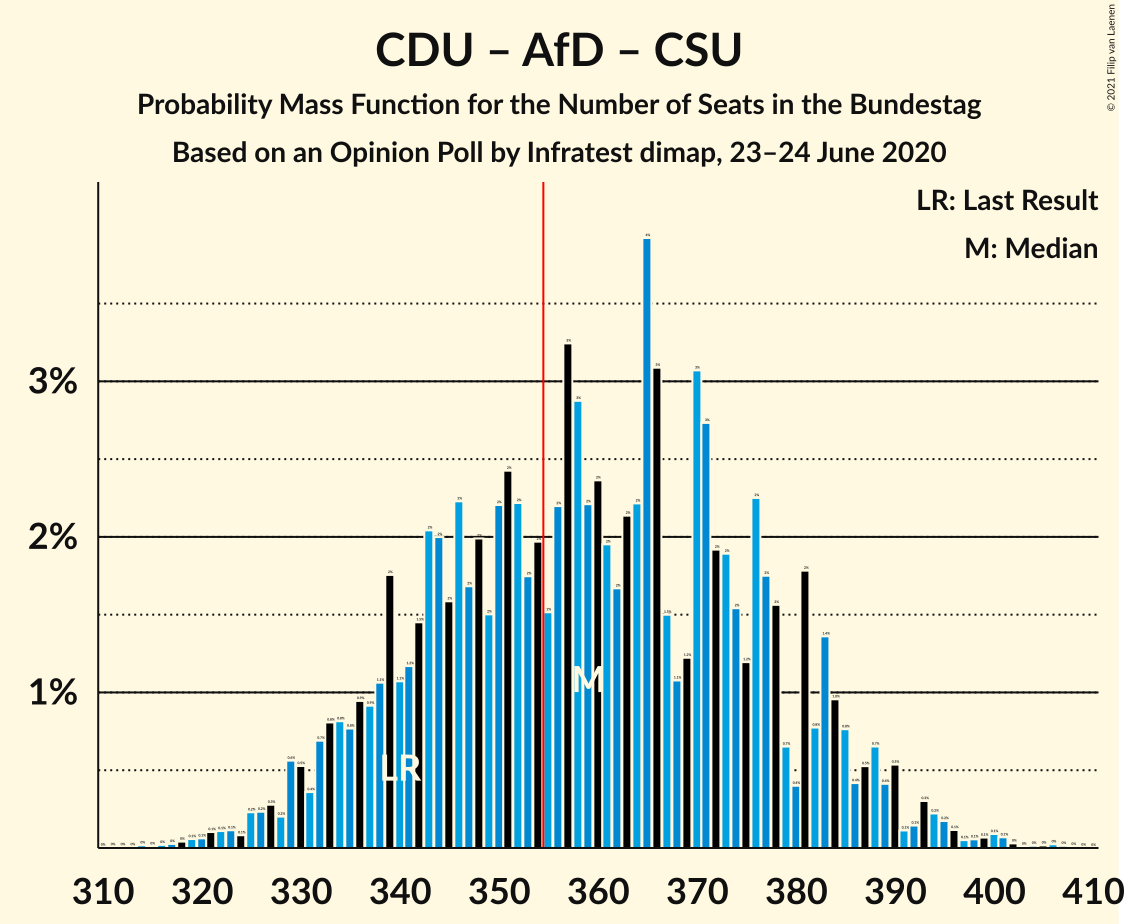 CDU – AfD – CSU
Probability Mass Function for the Number of Seats in the Bundestag
Based on an Opinion Poll by Infratest dimap, 23–24 June 2020
© 2021 Filip van Laenen
LR: Last Result
M: Median
3%
2%
1%
LR
M
310 320 330 340 350 360 370 380 390 400 410